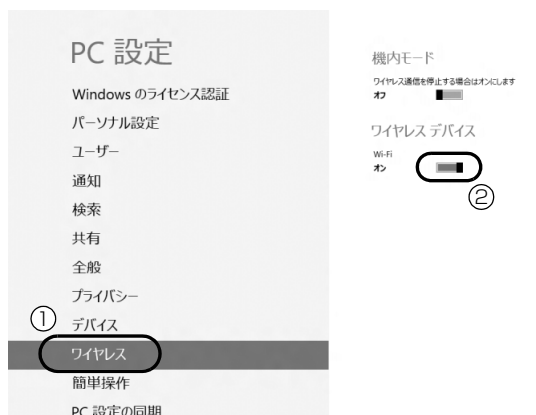 PC 設定
Windows のライセンス認証
パーソナル設定
ユーザー
通知
検索
共有
全般
プライバシー
① デバイス
ワイヤレス
簡単操作
PC 設定の同期
機内モード
ワイヤレス通信を停止する場合はオンにします
オフ
ワイヤレス デバイス
Wi-Fi
オン
②